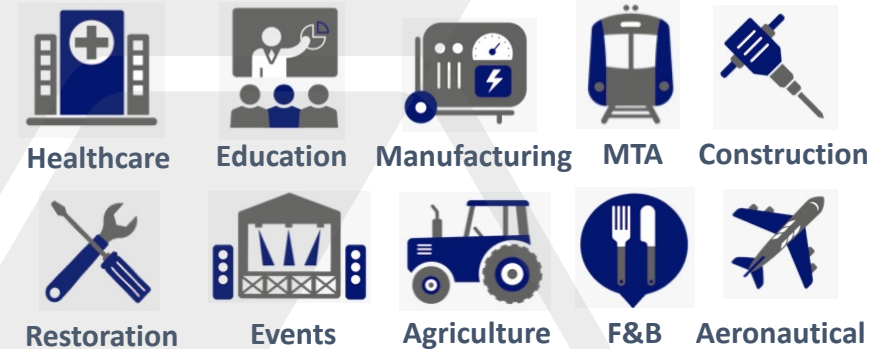 Healthcare Education Manufacturing MTA Construction
Restoration Events Agriculture F&B Aeronautical